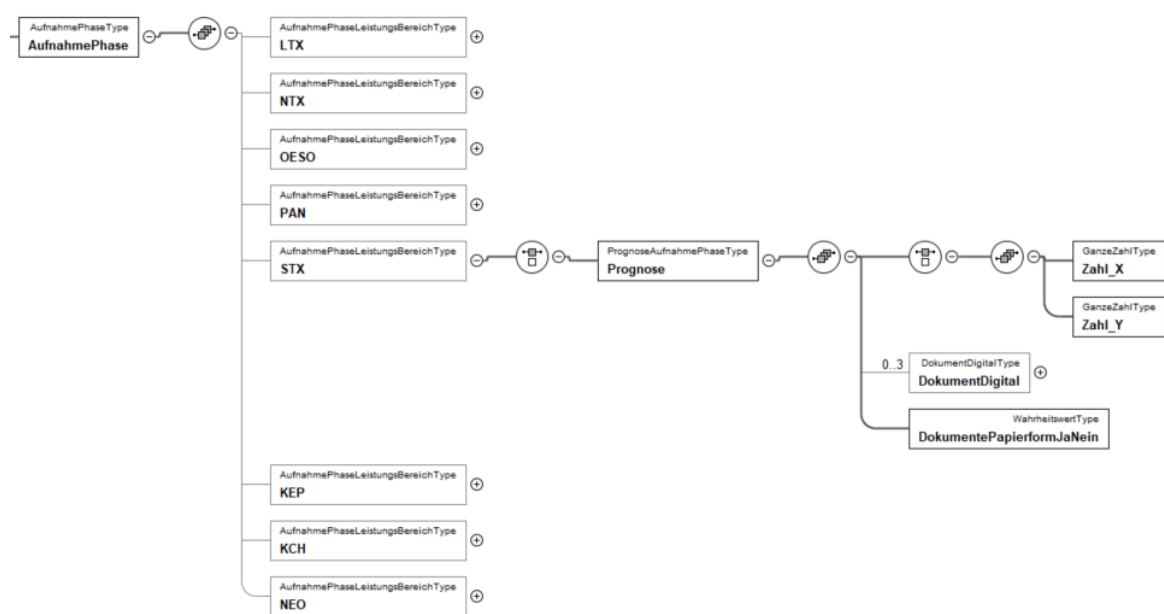 AufnahmePhaseType
AufnahmePhase
AufnahmePhaseLeistungsBereichType
LTX
AufnahmePhaseLeistungsBereichType
NTX
AufnahmePhaseLeistungsBereichType
OESO
AufnahmePhaseLeistungsBereichType
PAN
AufnahmePhaseLeistungsBereichType
STX
PrognoseAufnahmePhaseType
Prognose
GanzeZahlType
Zahl_X
GanzeZahlType
Zahl_Y
0..3
DokumentDigitalType
DokumentDigital
WahrheitswertType
DokumentePapierformJaNein
AufnahmePhaseLeistungsBereichType
KEP
AufnahmePhaseLeistungsBereichType
KCH
AufnahmePhaseLeistungsBereichType
NEO